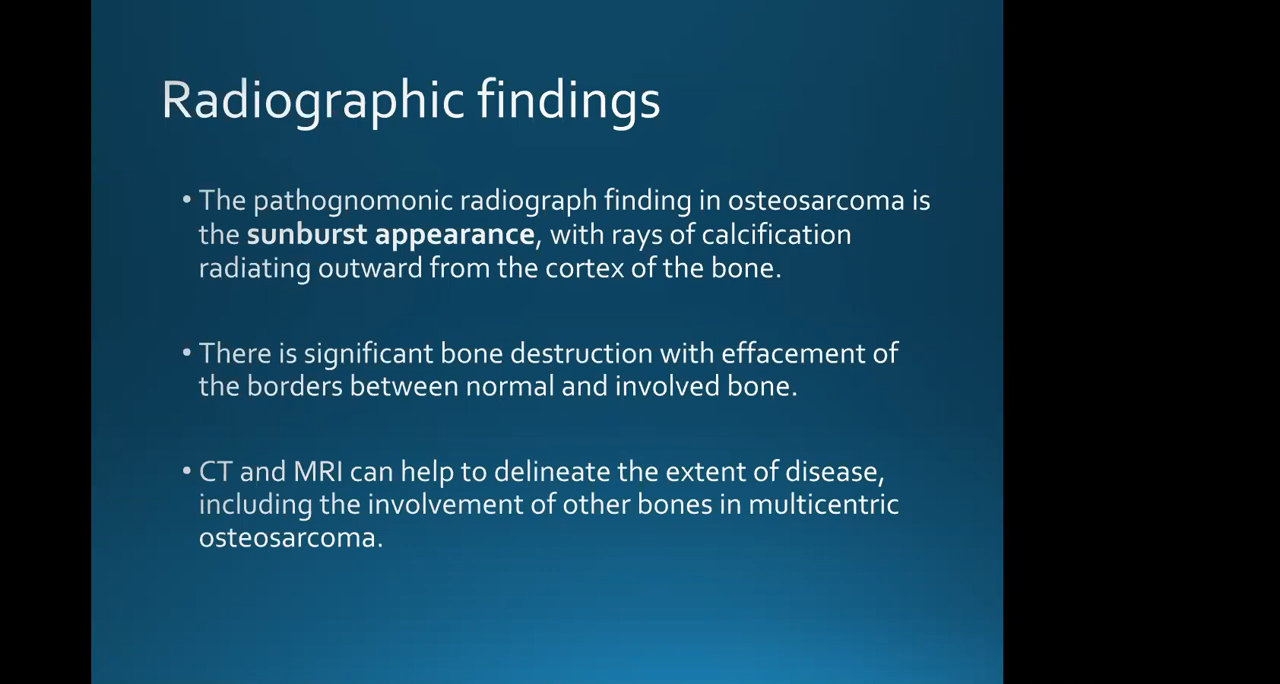 Radiographic findings
• The pathognomonic radiograph finding in osteosarcoma is
the sunburst appearance, with rays of calcification
radiating outward from the cortex of the bone.
• There is significant bone destruction with effacement of
the borders between normal and involved bone.
• CT and MRI can help to delineate the extent of disease,
including the involvement of other bones in multicentric
osteosarcoma.